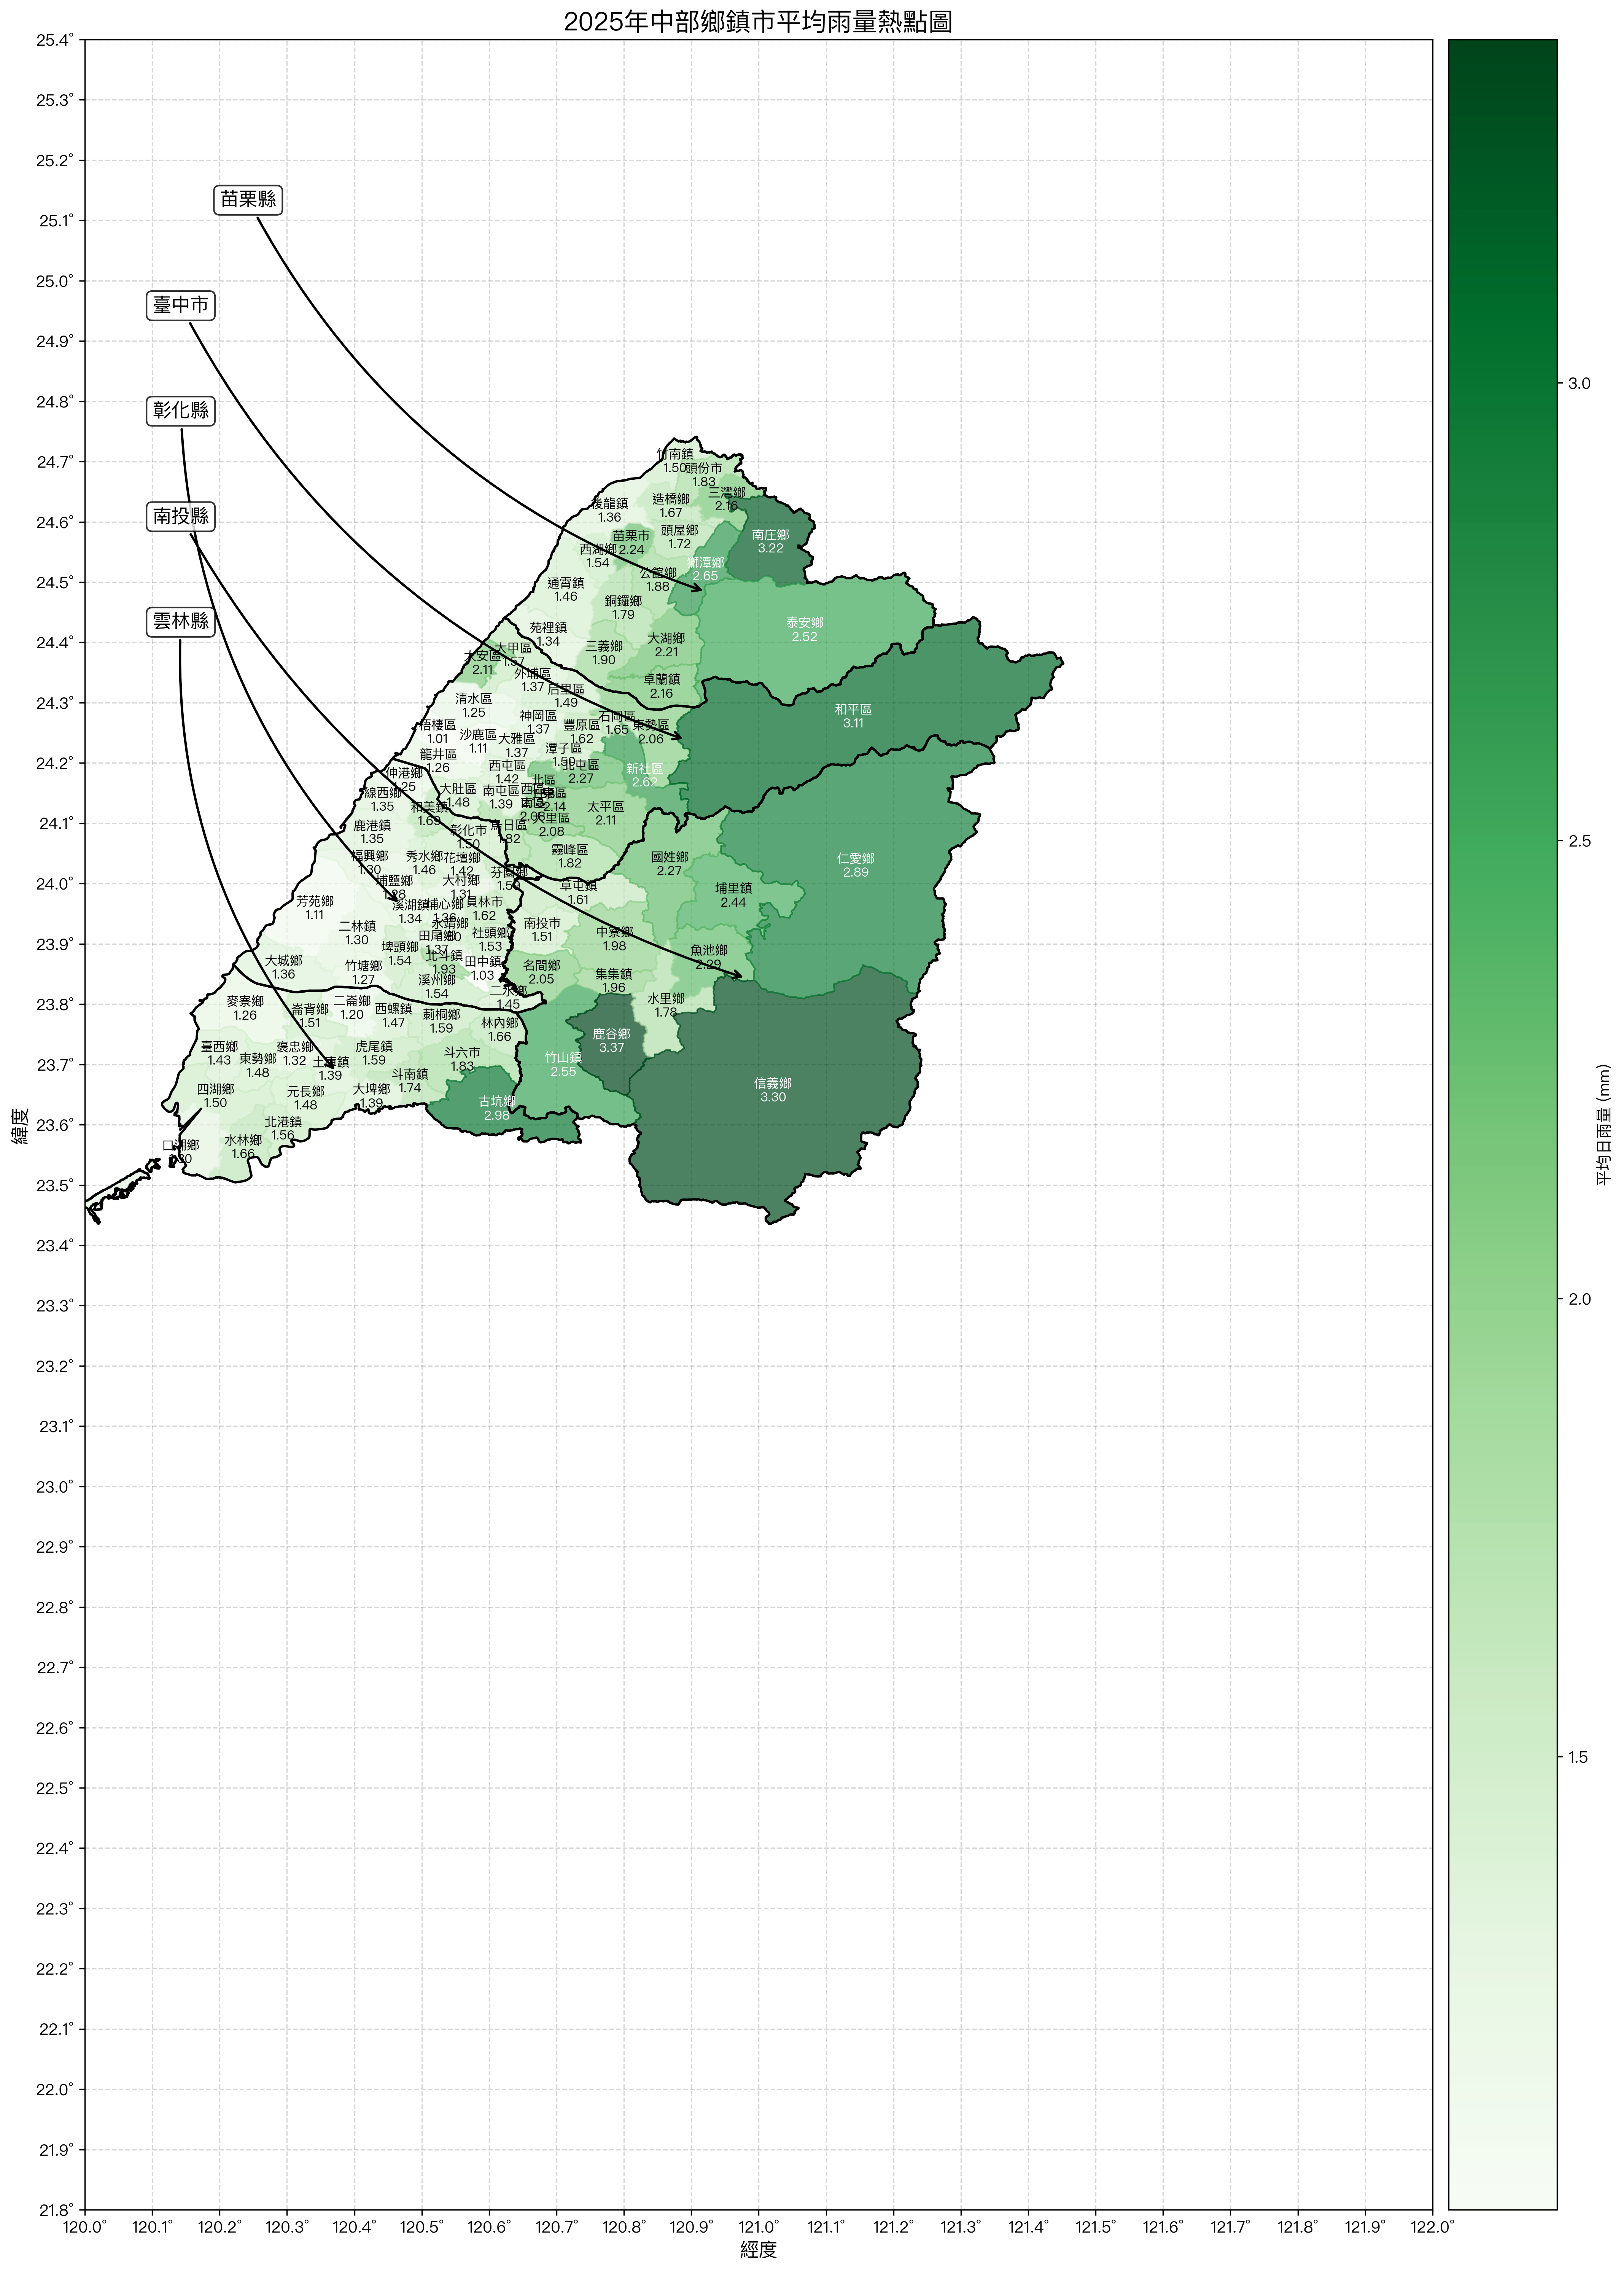 2025年中部鄉鎮市平均雨量熱點圖
25.4°
25.3°
25.2°
25.1°
25.0°
24.9°
24.8°
24.7°
24.6°
24.5°
24.4°
24.3°
24.2°
24.1°
24.0°
23.9°
23.8°
23.7°
23.6°
23.5°
23.4°
23.3°
23.2°
23.1°
23.0°
22.9°
22.8°
22.7°
22.6°
22.5°
22.4°
22.3°
22.2°
22.1°
22.0°
21.9°
21.8°
緯度
苗栗縣
臺中市
彰化縣
南投縣
雲林縣
竹南鎮
1.50
頭份市
1.83
三灣鄉
2.16
造橋鄉
1.67
後龍鎮
1.36
頭屋鄉
1.72
苗栗市
2.24
西湖鄉
1.54
南庄鄉
3.22
獅潭鄉
2.65
公館鄉
1.88
通霄鎮
1.46
銅鑼鄉
1.79
泰安鄉
2.52
苑裡鎮
1.34
三義鄉
1.90
大湖鄉
2.21
卓蘭鎮
2.16
大甲區
1.57
大安區
2.11
外埔區
1.37
后里區
1.49
清水區
1.25
神岡區
1.37
石岡區
1.65
東勢區
2.06
豐原區
1.62
和平區
3.11
梧棲區
1.01
沙鹿區
1.11
大雅區
1.37
潭子區
1.50
龍井區
1.26
西屯區
1.42
北屯區
2.27
新社區
2.62
北區
西區
東區
2.14
南區
2.08
南屯區
1.39
大肚區
1.48
太平區
2.11
大里區
2.08
烏日區
1.82
霧峰區
1.82
伸港鄉
1.25
線西鄉
1.35
和美鎮
1.69
鹿港鎮
1.35
彰化市
1.50
福興鄉
1.30
秀水鄉
1.46
花壇鄉
1.42
芬園鄉
1.59
埔鹽鄉
1.28
大村鄉
1.31
芳苑鄉
1.11
溪湖鎮
1.34
埔心鄉
1.36
員林市
1.62
二林鎮
1.30
永靖鄉
田尾鄉
1.37
社頭鄉
1.53
埤頭鄉
1.54
北斗鎮
1.93
田中鎮
1.03
大城鄉
1.36
竹塘鄉
1.27
溪州鄉
1.54
二水鄉
1.45
國姓鄉
2.27
仁愛鄉
2.89
草屯鎮
1.61
埔里鎮
2.44
南投市
1.51
中寮鄉
1.98
魚池鄉
2.29
名間鄉
2.05
集集鎮
1.96
水里鄉
1.78
鹿谷鄉
3.37
竹山鎮
2.55
信義鄉
3.30
麥寮鄉
1.26
崙背鄉
1.51
二崙鄉
1.20
西螺鎮
1.47
莿桐鄉
1.59
林內鄉
1.66
臺西鄉
1.43
東勢鄉
1.48
褒忠鄉
1.32
土庫鎮
1.39
虎尾鎮
1.59
斗六市
1.83
斗南鎮
1.74
四湖鄉
1.50
元長鄉
1.48
大埤鄉
1.39
古坑鄉
2.98
北港鎮
1.56
口湖鄉
1.30
水林鄉
1.66
120.0°
120.1°
120.2°
120.3°
120.4°
120.5°
120.6°
120.7°
120.8°
120.9°
121.0°
121.1°
121.2°
121.3°
121.4°
121.5°
121.6°
121.7°
121.8°
121.9°
122.0°
經度
3.0
2.5
2.0
1.5
平均日雨量 (mm)